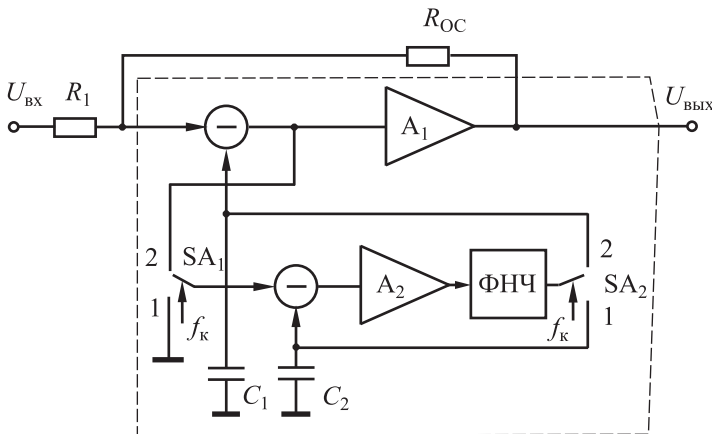 R_ОС
U_вх R_1 U_вых
− A_1
2 SA_1 2
− A_2 ФНЧ SA_2
1 f_к f_к 1
C_1 C_2